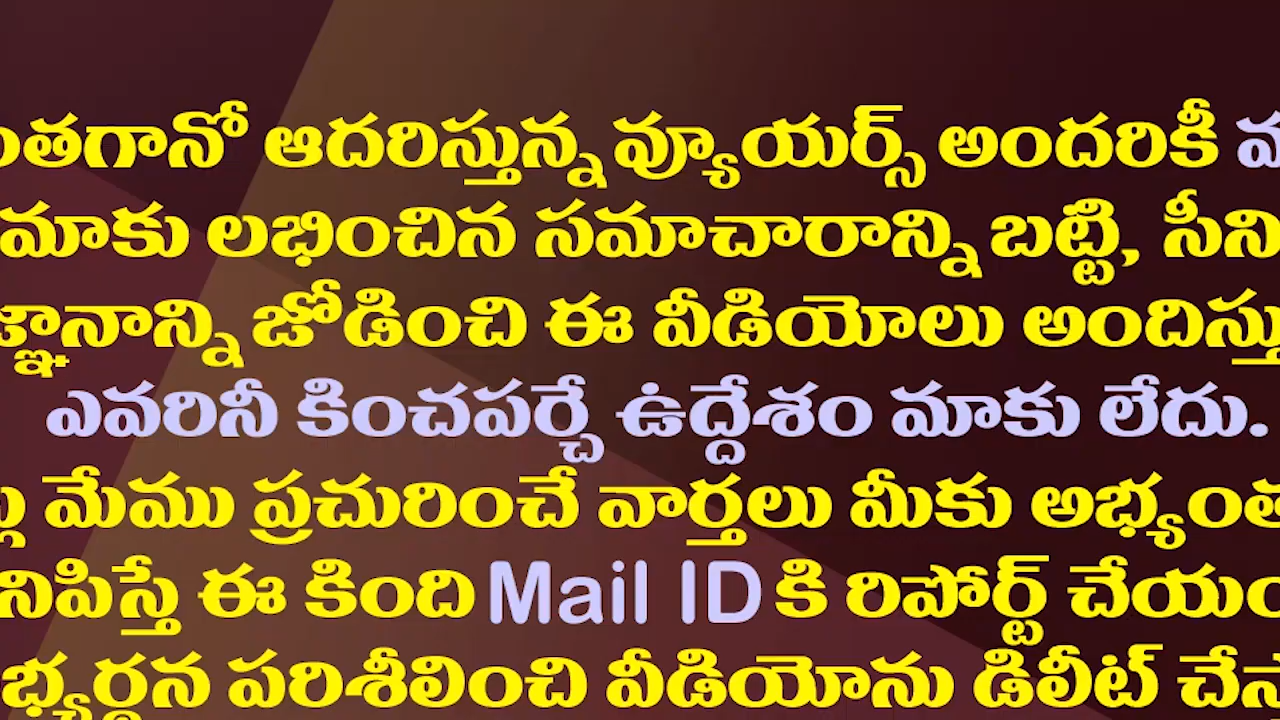 ఆదరిస్తున్న వ్యూయర్స్ అందరికీ
మాకు లభించిన సమాచారాన్ని బట్టి,
జోడించి ఈ వీడియోలు
ఎవరినీ కించపర్చే ఉద్దేశం మాకు లేదు.
మేము ప్రచురించే వార్తలు మీకు
ఈ కింది Mail ID కి రిపోర్ట్
పరిశీలించి వీడియోను డిలీట్